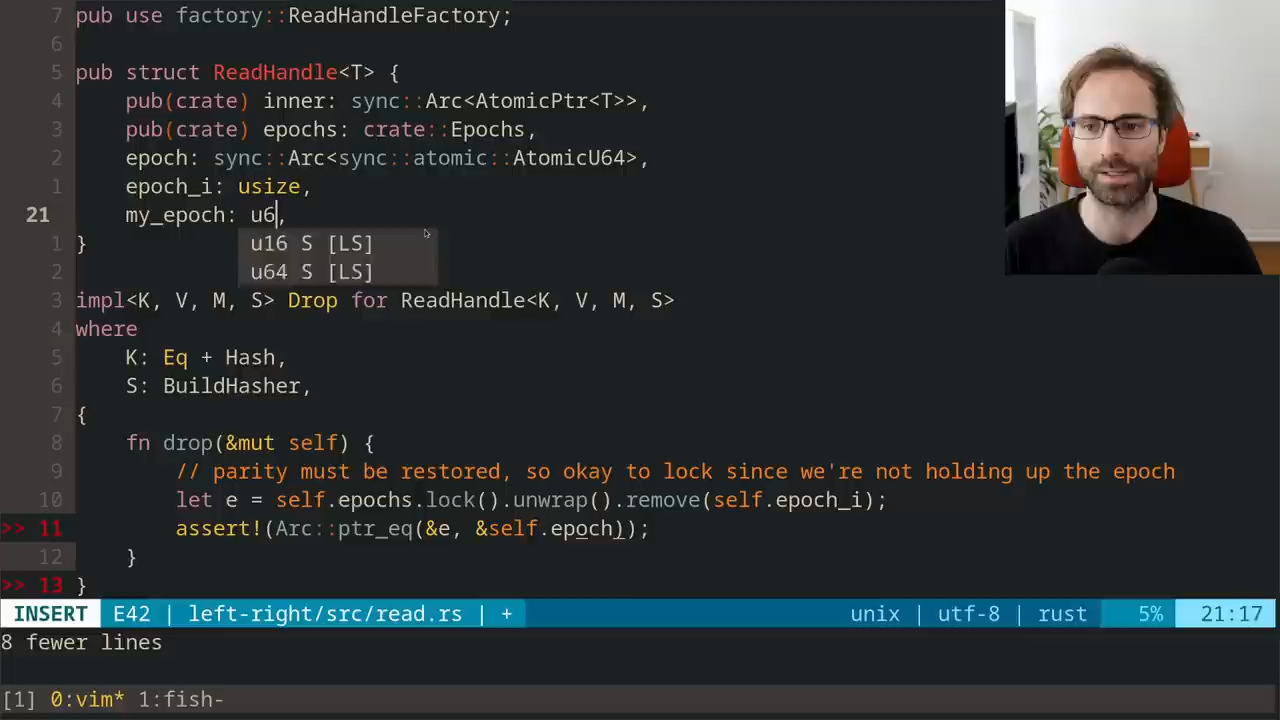 7 pub use factory::ReadHandleFactory;
6
5 pub struct ReadHandle<T> {
4 pub(crate) inner: sync::Arc<AtomicPtr<T>>,
3 pub(crate) epochs: crate::Epochs,
2 epoch: sync::Arc<sync::atomic::AtomicU64>,
1 epoch_i: usize,
21 my_epoch: u6,
1 }
u16 S [LS]
2
u64 S [LS]
3 impl<K, V, M, S> Drop for ReadHandle<K, V, M, S>
4 where
5 K: Eq + Hash,
6 S: BuildHasher,
7 {
8 fn drop(&mut self) {
9 // parity must be restored, so okay to lock since we're not holding up the epoch
10 let e = self.epochs.lock().unwrap().remove(self.epoch_i);
>> 11 assert!(Arc::ptr_eq(&e, &self.epoch));
12 }
>> 13 }
INSERT E42 | left-right/src/read.rs | + unix | utf-8 | rust 5% 21:17
8 fewer lines
[1] 0:vim* 1:fish-